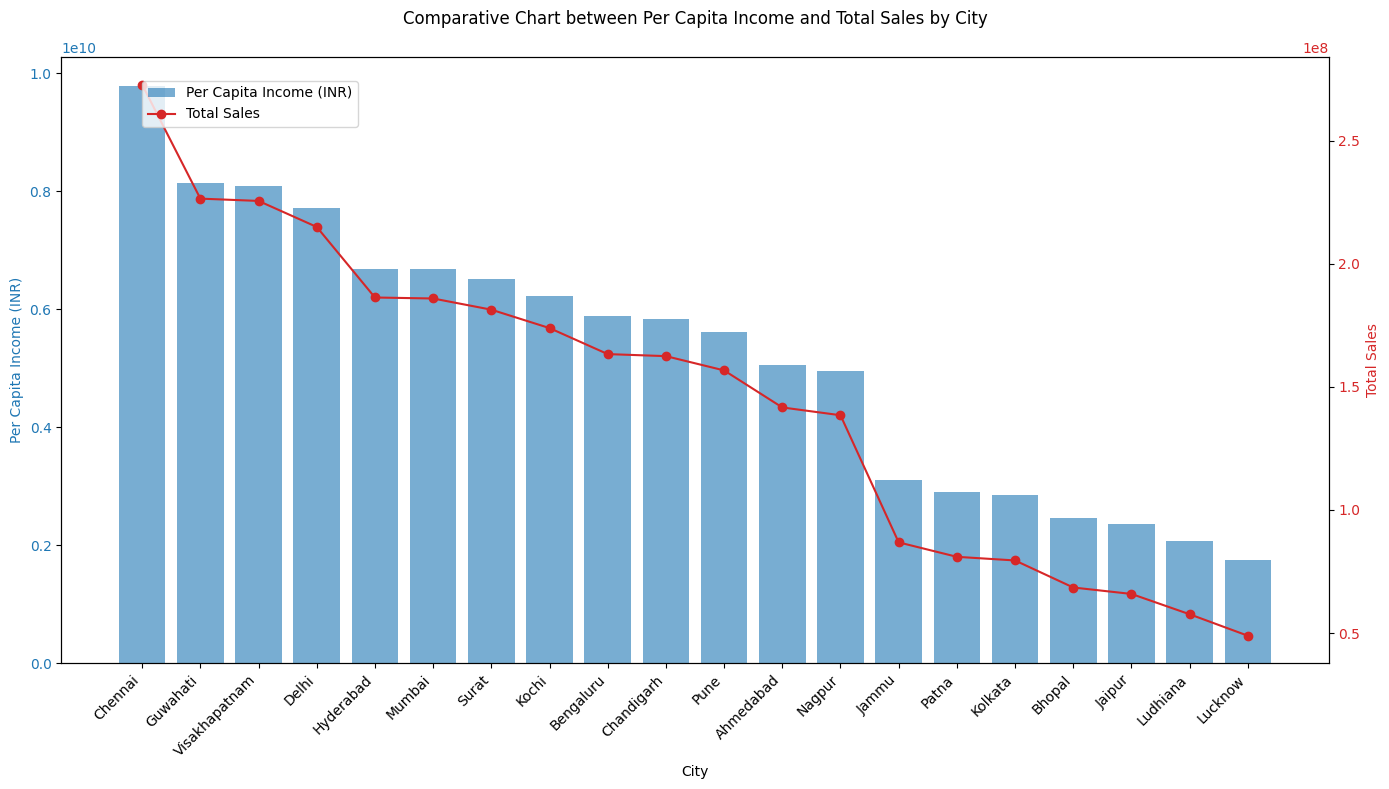 Comparative Chart between Per Capita Income and Total Sales by City
1e10
1e8
Per Capita Income (INR)
Total Sales
1.0
0.8
0.6
0.4
0.2
0.0
Per Capita Income (INR)
2.5
2.0
1.5
1.0
0.5
Total Sales
Chennai
Guwahati
Visakhapatnam
Delhi
Hyderabad
Mumbai
Surat
Kochi
Bengaluru
Chandigarh
Pune
Ahmedabad
Nagpur
Jammu
Patna
Kolkata
Bhopal
Jaipur
Ludhiana
Lucknow
City